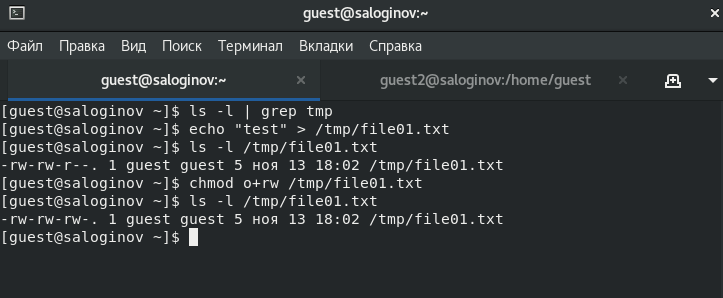 guest@saloginov:~
Файл Правка Вид Поиск Терминал Вкладки Справка
guest@saloginov:~ guest2@saloginov:/home/guest
[guest@saloginov ~]$ ls -l | grep tmp
[guest@saloginov ~]$ echo "test" > /tmp/file01.txt
[guest@saloginov ~]$ ls -l /tmp/file01.txt
-rw-rw-r--. 1 guest guest 5 ноя 13 18:02 /tmp/file01.txt
[guest@saloginov ~]$ chmod o+rw /tmp/file01.txt
[guest@saloginov ~]$ ls -l /tmp/file01.txt
-rw-rw-rw-. 1 guest guest 5 ноя 13 18:02 /tmp/file01.txt
[guest@saloginov ~]$